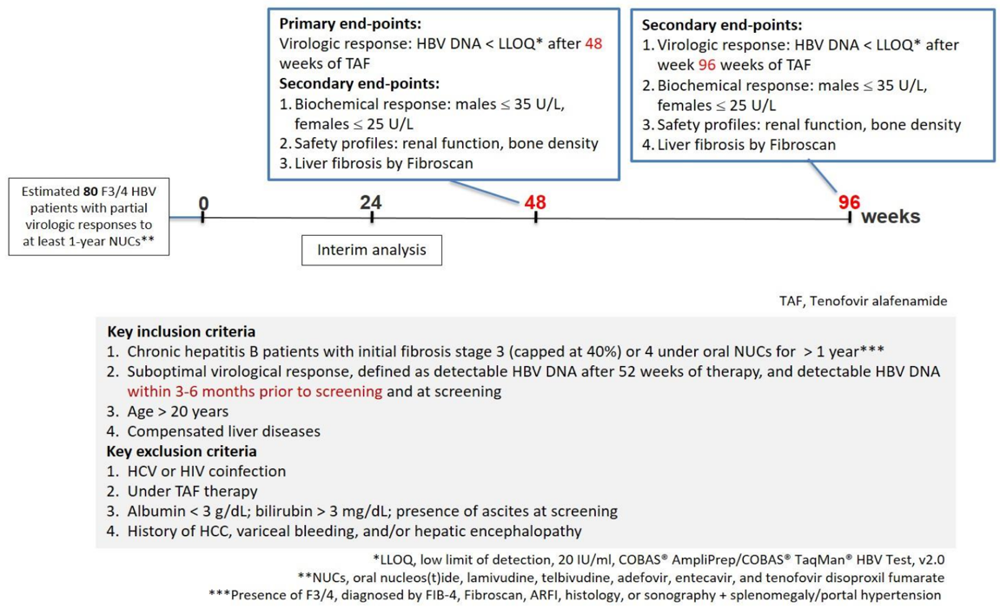 Primary end-points:
Virologic response: HBV DNA < LLOQ* after 48
weeks of TAF
Secondary end-points:
1. Biochemical response: males ≤ 35 U/L,
females ≤ 25 U/L
2. Safety profiles: renal function, bone density
3. Liver fibrosis by Fibroscan
Secondary end-points:
1. Virologic response: HBV DNA < LLOQ* after
week 96 weeks of TAF
2. Biochemical response: males ≤ 35 U/L,
females ≤ 25 U/L
3. Safety profiles: renal function, bone density
4. Liver fibrosis by Fibroscan
Estimated 80 F3/4 HBV
patients with partial
virologic responses to
at least 1-year NUCs**
0
24
48
96
weeks
Interim analysis
TAF, Tenofovir alafenamide
Key inclusion criteria
1. Chronic hepatitis B patients with initial fibrosis stage 3 (capped at 40%) or 4 under oral NUCs for > 1 year***
2. Suboptimal virological response, defined as detectable HBV DNA after 52 weeks of therapy, and detectable HBV DNA
within 3-6 months prior to screening and at screening
3. Age > 20 years
4. Compensated liver diseases
Key exclusion criteria
1. HCV or HIV coinfection
2. Under TAF therapy
3. Albumin < 3 g/dL; bilirubin > 3 mg/dL; presence of ascites at screening
4. History of HCC, variceal bleeding, and/or hepatic encephalopathy
*LLOQ, low limit of detection, 20 IU/ml, COBAS® AmpliPrep/COBAS® TaqMan® HBV Test, v2.0
**NUCs, oral nucleos(t)ide, lamivudine, telbivudine, adefovir, entecavir, and tenofovir disoproxil fumarate
***Presence of F3/4, diagnosed by FIB-4, Fibroscan, ARFI, histology, or sonography + splenomegaly/portal hypertension